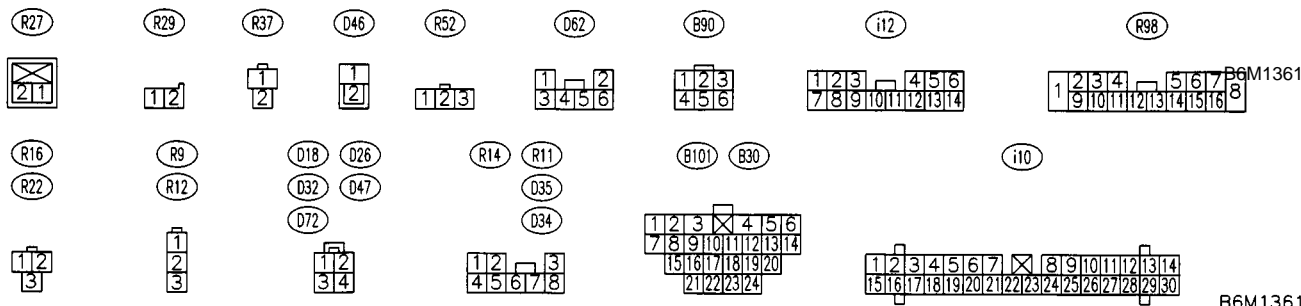 R27 R29 R37 D46 R52 D62 B90 i12 R98
1 1 1 2 1 2 3 1 2 3 4 5 6 2 3 4 5 6 7 B6M1361
2 1 1 2 2 2 1 2 3 3 4 5 6 4 5 6 7 8 9 10 11 12 13 14 1 9 10 11 12 13 14 15 16 8
R16 R9 D18 D26 R14 R11 B101 B30 i10
R22 R12 D32 D47 D35
D72 D34
1 2 3 4 5 6
1 7 8 9 10 11 12 13 14
1 2 2 1 2 1 2 3 15 16 17 18 19 20 1 2 3 4 5 6 7 8 9 10 11 12 13 14
3 3 3 4 4 5 6 7 8 21 22 23 24 15 16 17 18 19 20 21 22 23 24 25 26 27 28 29 30
B6M1361